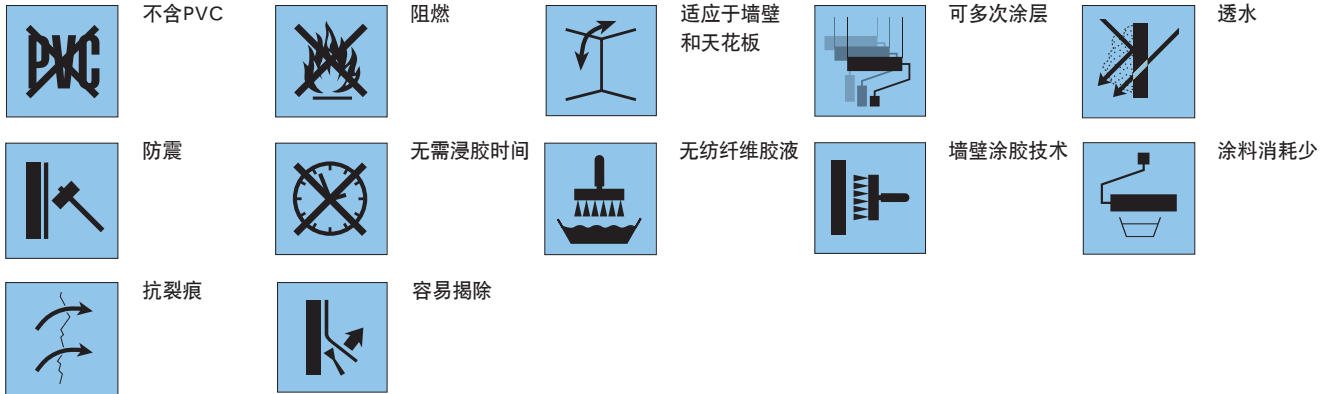 PVC
不含PVC
阻燃
适应于墙壁
和天花板
可多次涂层
透水
防震
无需浸胶时间
无纺纤维胶液
墙壁涂胶技术
涂料消耗少
抗裂痕
容易揭除